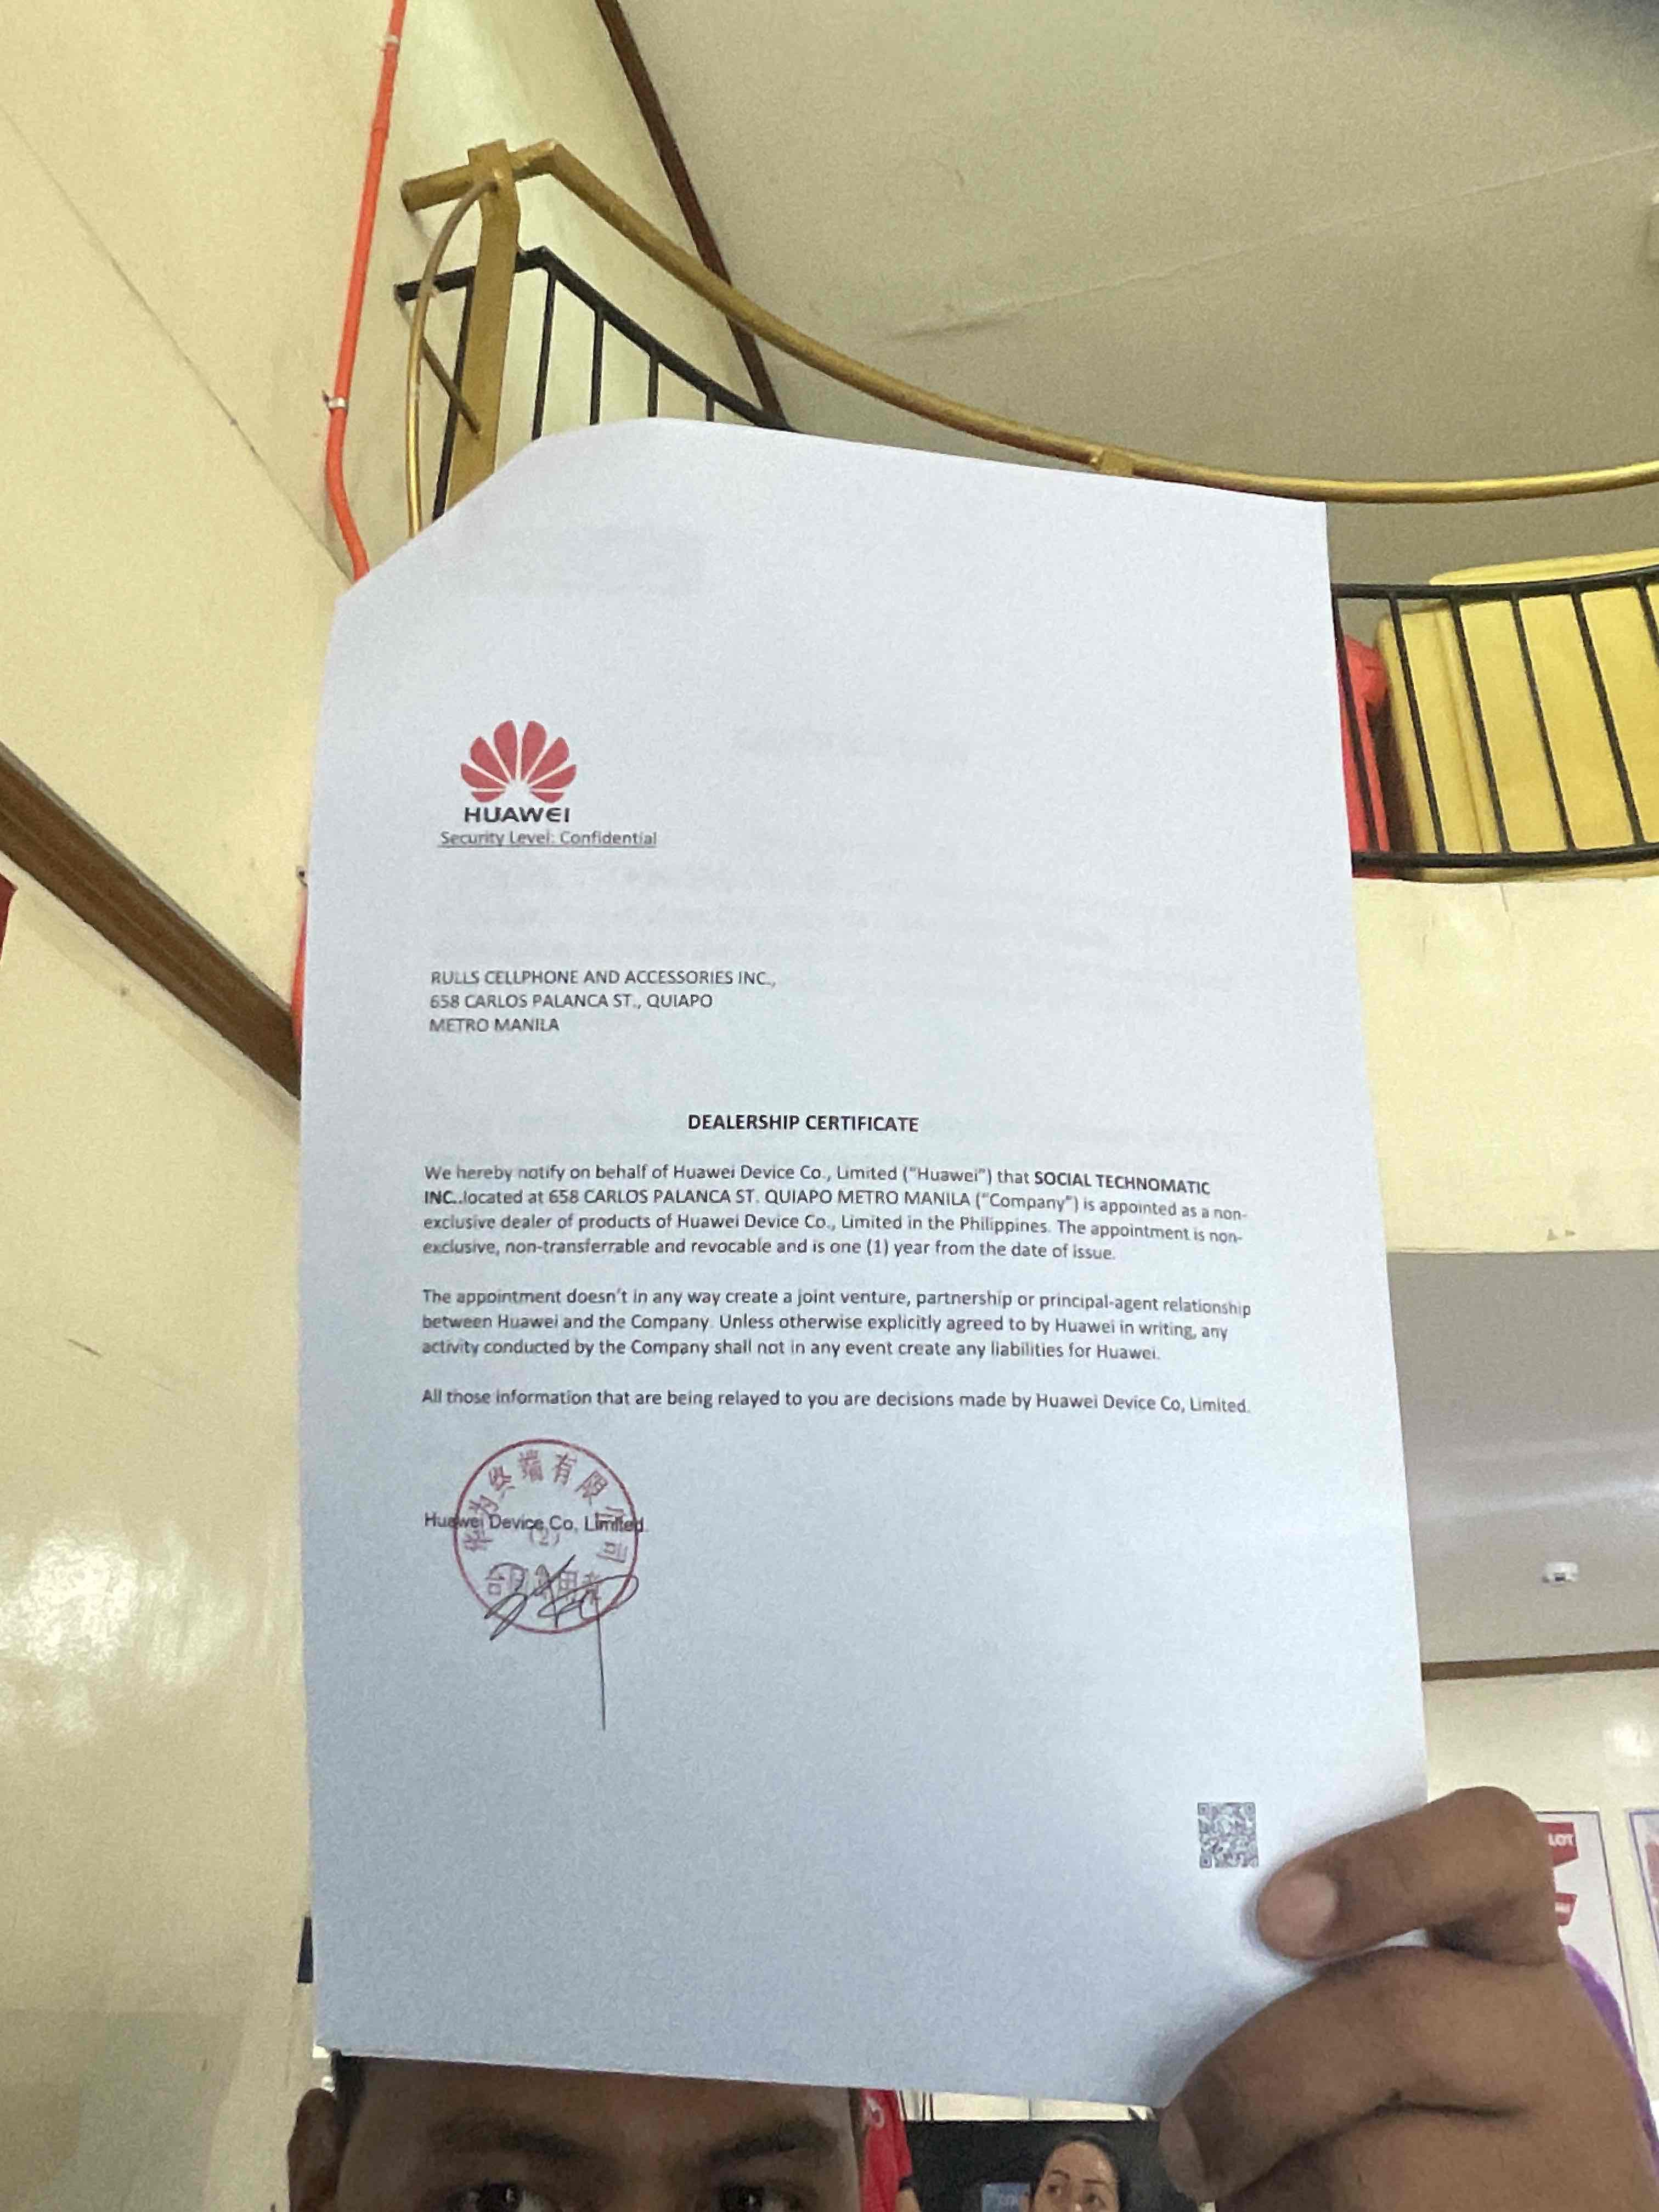 HUAWEI
Security Level: Confidential
RULLS CELLPHONE AND ACCESSORIES INC.,
658 CARLOS PALANCA ST., QUIAPO
METRO MANILA
DEALERSHIP CERTIFICATE
We hereby notify on behalf of Huawei Device Co., Limited ("Huawei") that SOCIAL TECHNOMATIC
INC..located at 658 CARLOS PALANCA ST. QUIAPO METRO MANILA ("Company") is appointed as a non-
exclusive dealer of products of Huawei Device Co., Limited in the Philippines. The appointment is non-
exclusive, non-transferrable and revocable and is one (1) year from the date of issue.
The appointment doesn't in any way create a joint venture, partnership or principal-agent relationship
between Huawei and the Company. Unless otherwise explicitly agreed to by Huawei in writing, any
activity conducted by the Company shall not in any event create any liabilities for Huawei.
All those information that are being relayed to you are decisions made by Huawei Device Co, Limited.
华为终端有限公司
Huawei Device Co, Limited
(2)
LOT